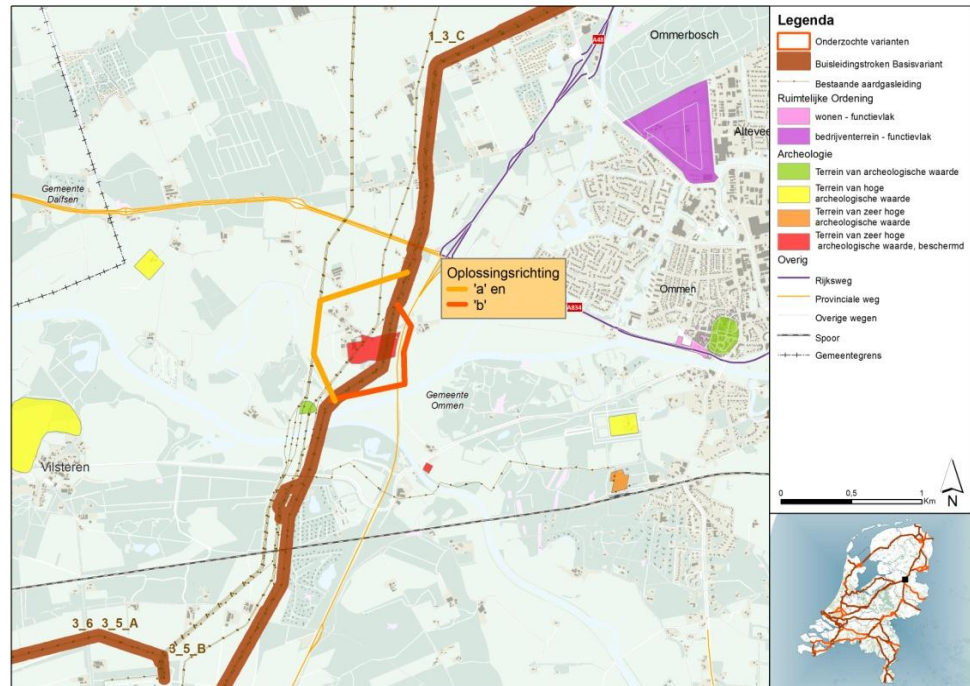 1_3_C
A48
Ommerbosch
Alteveer
Gemeente
Dalfsen
Oplossingsrichting
'a' en
'b'
A834
Ommen
Gemeente
Ommen
Vilsteren
3_6 3_5_A
3_5_B
Legenda
Onderzochte varianten
Buisleidingstroken Basisvariant
Bestaande aardgasleiding
Ruimtelijke Ordening
wonen - functievlak
bedrijventerrein - functievlak
Archeologie
Terrein van archeologische waarde
Terrein van hoge
archeologische waarde
Terrein van zeer hoge
archeologische waarde
Terrein van zeer hoge
archeologische waarde, beschermd
Overig
Rijksweg
Provinciale weg
Overige wegen
Spoor
Gemeentegrens
0 0,5 1
Km
N